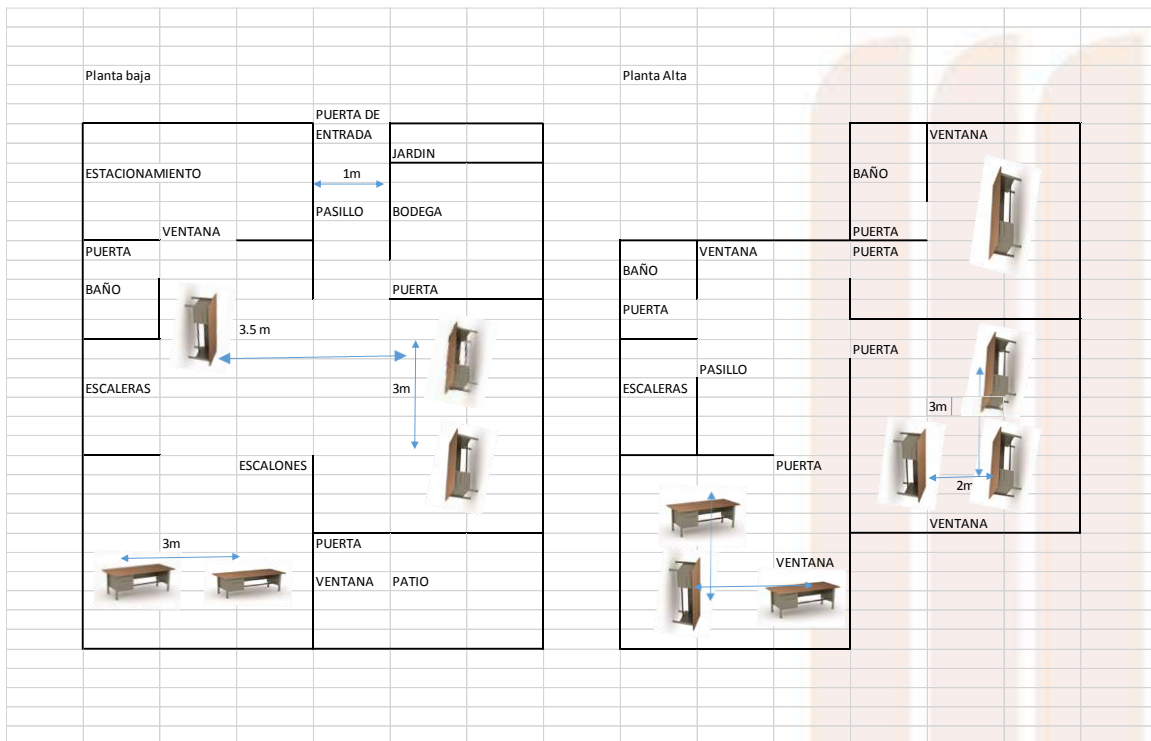 Planta baja
Planta Alta
PUERTA DE
ENTRADA
JARDIN
ESTACIONAMIENTO
1m
PASILLO
BODEGA
VENTANA
PUERTA
BAÑO
PUERTA
3.5 m
ESCALERAS
3m
ESCALONES
3m
PUERTA
VENTANA
PATIO
VENTANA
BAÑO
PUERTA
VENTANA
PUERTA
BAÑO
PUERTA
PUERTA
PASILLO
ESCALERAS
3m
PUERTA
2m
VENTANA
VENTANA